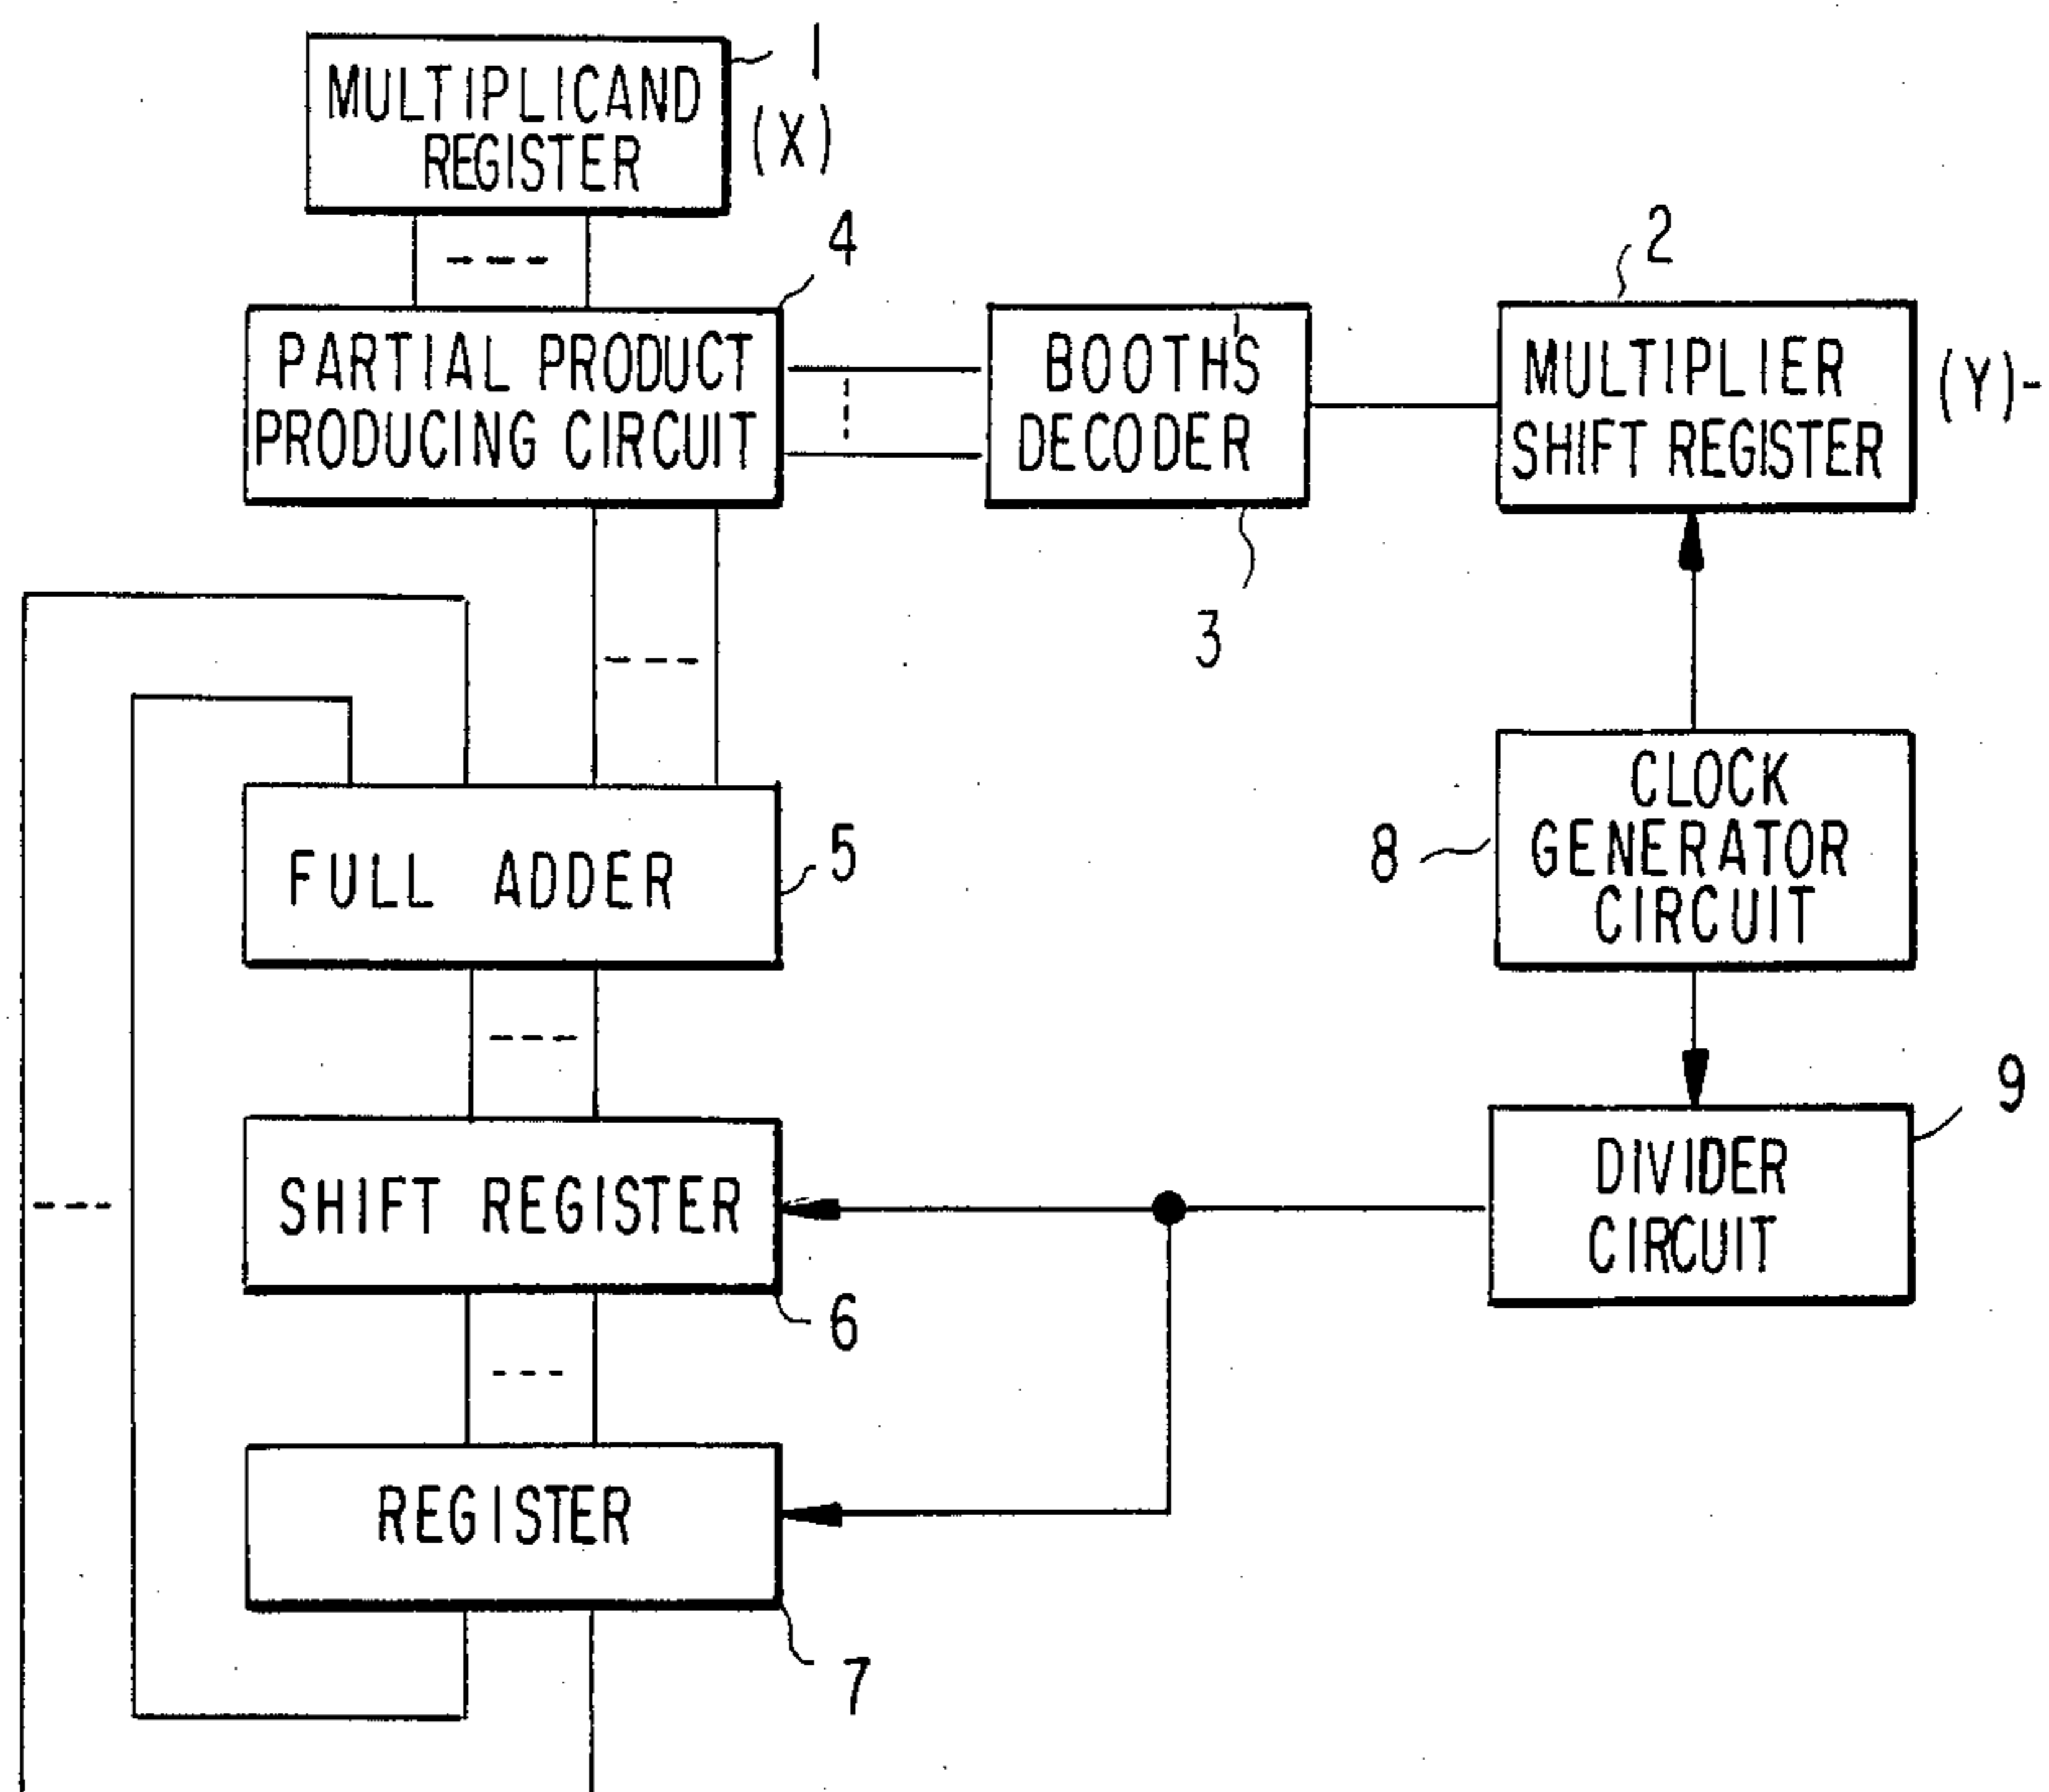 1
MULTIPLICAND
REGISTER
(X)
4
2
PARTIAL PRODUCT
PRODUCING CIRCUIT
BOOTH'S
DECODER
MULTIPLIER
SHIFT REGISTER
(Y)-
3
FULL ADDER
5
8
CLOCK
GENERATOR
CIRCUIT
9
SHIFT REGISTER
6
DIVIDER
CIRCUIT
REGISTER
7